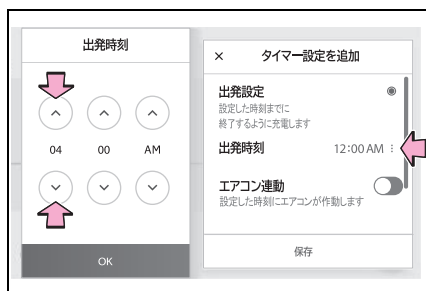 出発時刻
04 00 AM
OK
× タイマー設定を追加
出発設定
設定した時刻までに
終了するように充電します
出発時刻 12:00 AM
エアコン連動
設定した時刻にエアコンが作動します
保存